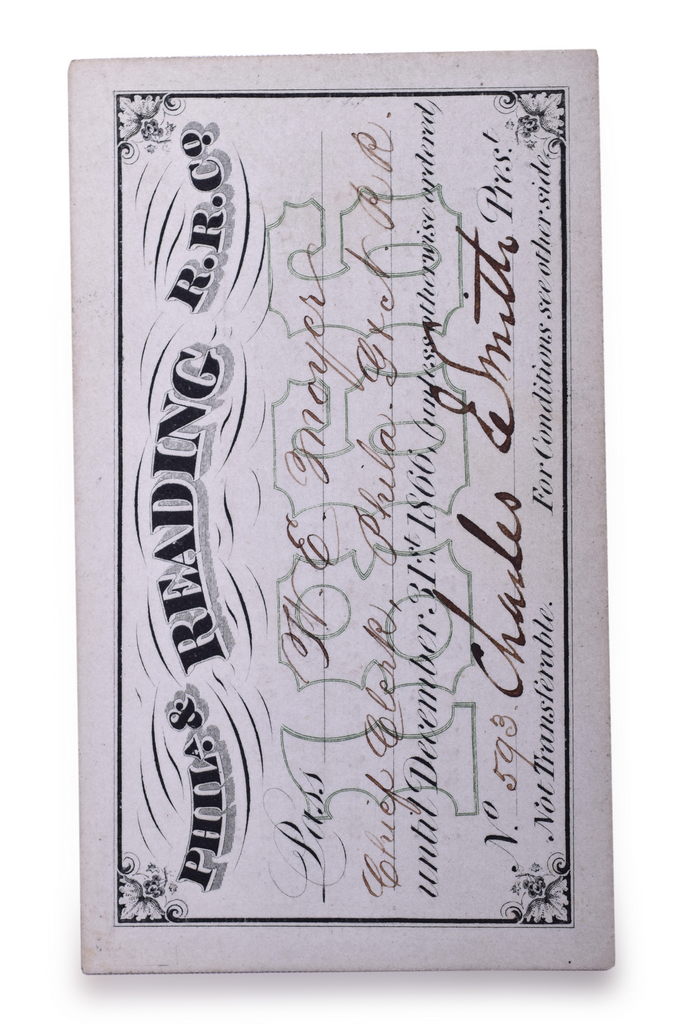 PHILA. & READING R.R.CO.
Pass W. E. Moyer
Chief Clerk, Phila. & R. R.
until December 31st 1866, unless otherwise ordered,
No. 593 Charles E Smith Prest.
Not Transferable. For Conditions see other side.
1866